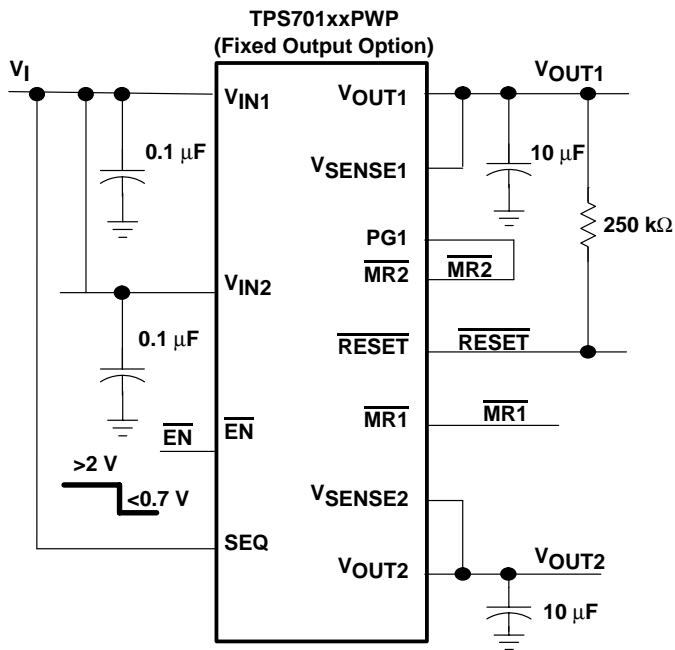 TPS701xxPWP
(Fixed Output Option)
VI
VIN1
VOUT1
VOUT1
0.1 μF
10 μF
VSENSE1
250 kΩ
PG1
MR2
MR2
VIN2
0.1 μF
RESET
RESET
EN
EN
MR1
MR1
>2 V
<0.7 V
VSENSE2
SEQ
VOUT2
VOUT2
10 μF